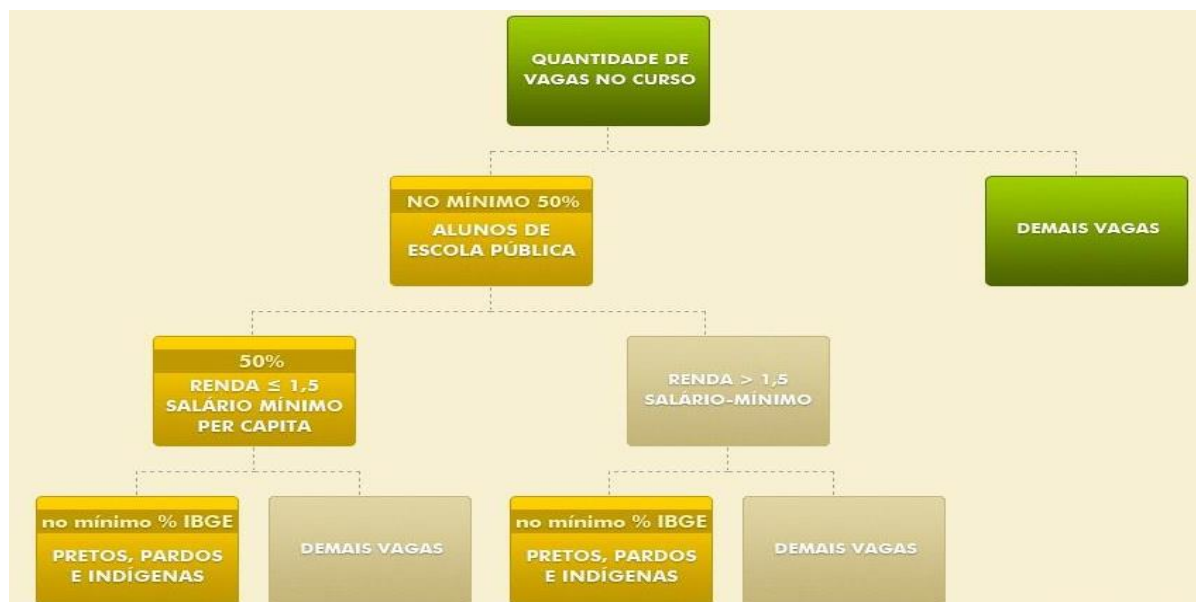 QUANTIDADE DE
VAGAS NO CURSO
NO MÍNIMO 50%
ALUNOS DE
ESCOLA PÚBLICA
DEMAIS VAGAS
50%
RENDA ≤ 1,5
SALÁRIO MÍNIMO
PER CAPITA
RENDA > 1,5
SALÁRIO-MÍNIMO
no mínimo % IBGE
PRETOS, PARDOS
E INDÍGENAS
DEMAIS VAGAS
no mínimo % IBGE
PRETOS, PARDOS
E INDÍGENAS
DEMAIS VAGAS